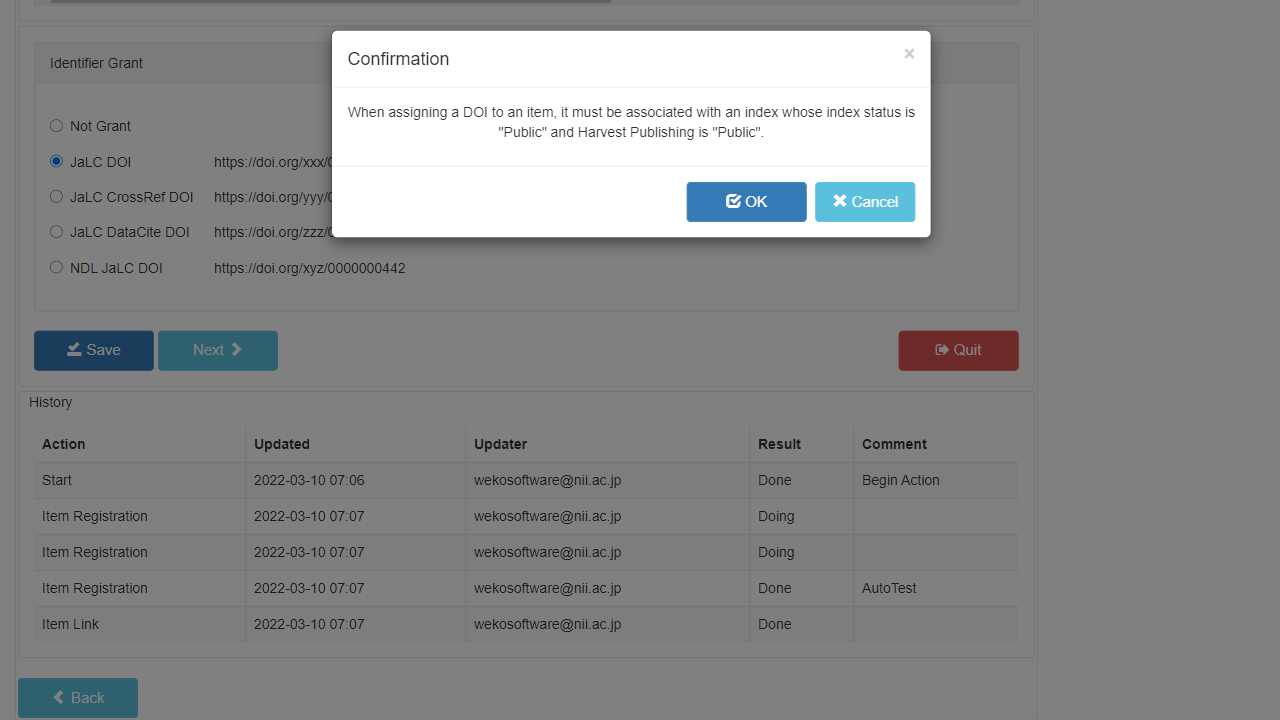 Confirmation
×
When assigning a DOI to an item, it must be associated with an index whose index status is
"Public" and Harvest Publishing is "Public".
OK Cancel
Identifier Grant
Not Grant
JaLC DOI https://doi.org/xxx/
JaLC CrossRef DOI https://doi.org/yyy/
JaLC DataCite DOI https://doi.org/zzz/
NDL JaLC DOI https://doi.org/xyz/0000000442
Save Next Quit
History
Action Updated Updater Result Comment
Start 2022-03-10 07:06 wekosoftware@nii.ac.jp Done Begin Action
Item Registration 2022-03-10 07:07 wekosoftware@nii.ac.jp Doing
Item Registration 2022-03-10 07:07 wekosoftware@nii.ac.jp Doing
Item Registration 2022-03-10 07:07 wekosoftware@nii.ac.jp Done AutoTest
Item Link 2022-03-10 07:07 wekosoftware@nii.ac.jp Done
Back